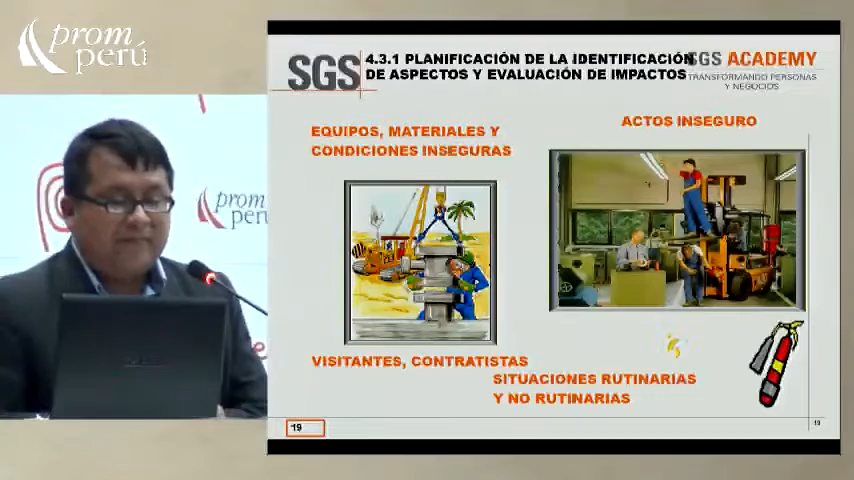 prom
perú
SGS
4.3.1 PLANIFICACIÓN DE LA IDENTIFICACIÓN
DE ASPECTOS Y EVALUACIÓN DE IMPACTOS
SGS ACADEMY
TRANSFORMANDO PERSONAS
Y NEGOCIOS
EQUIPOS, MATERIALES Y
CONDICIONES INSEGURAS
ACTOS INSEGURO
prom
perú
VISITANTES, CONTRATISTAS
SITUACIONES RUTINARIAS
Y NO RUTINARIAS
19
19